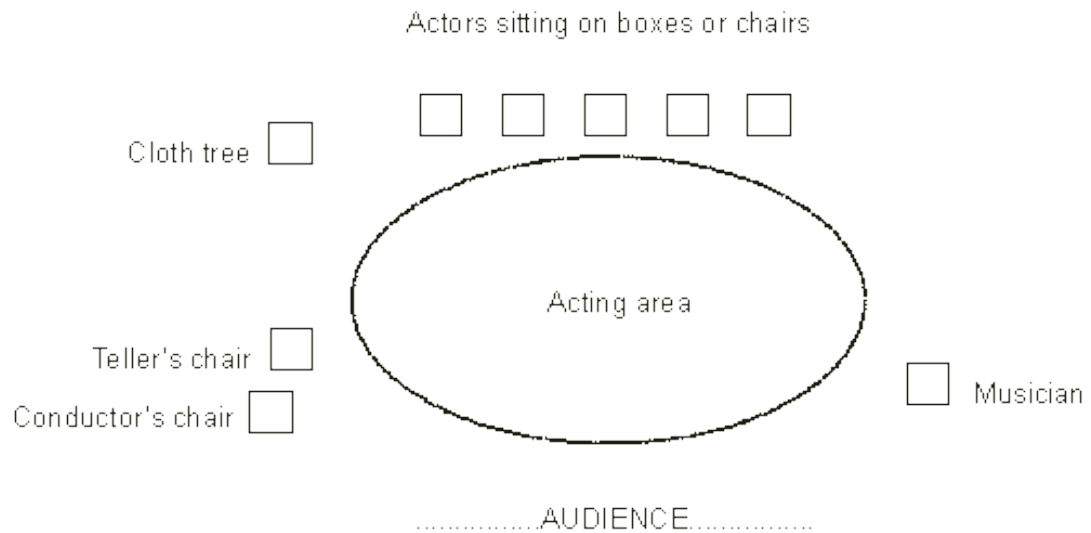 Actors sitting on boxes or chairs
Cloth tree
Acting area
Teller's chair
Conductor's chair
Musician
................AUDIENCE................